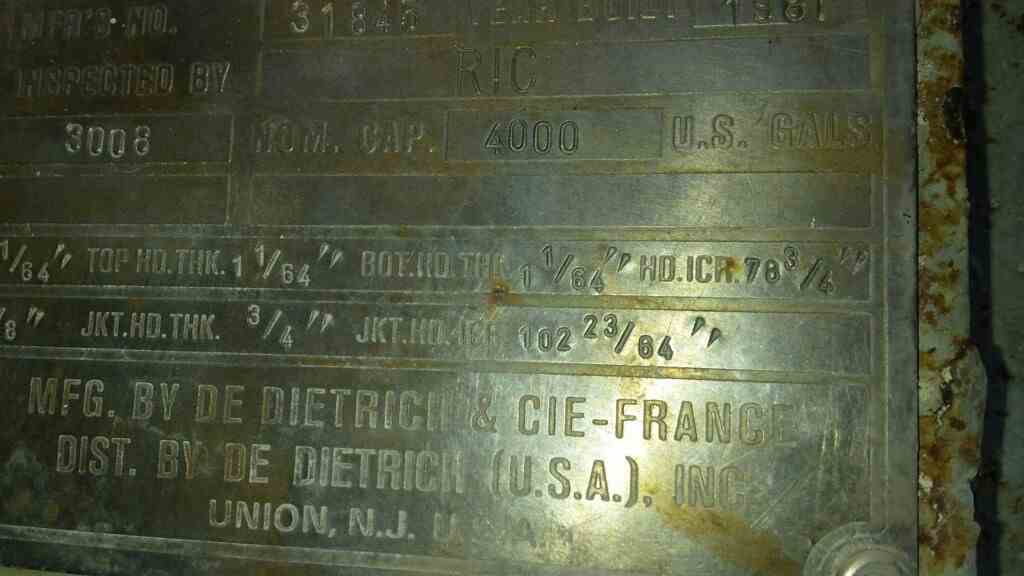 MFR'S NO. 31846 YEAR BUILT 1981
INSPECTED BY RIC
3008 NOM. CAP. 4000 U.S. GALS
1/64" TOP HD.THK. 1 1/64" BOT.HD.THK 1 1/64" HD.ICR. 78 3/4"
/8" JKT.HD.THK. 3/4" JKT.HD.ICR 102 23/64"
MFG. BY DE DIETRICH & CIE-FRANCE
DIST. BY DE DIETRICH (U.S.A.), INC.
UNION, N.J. U.S.A.